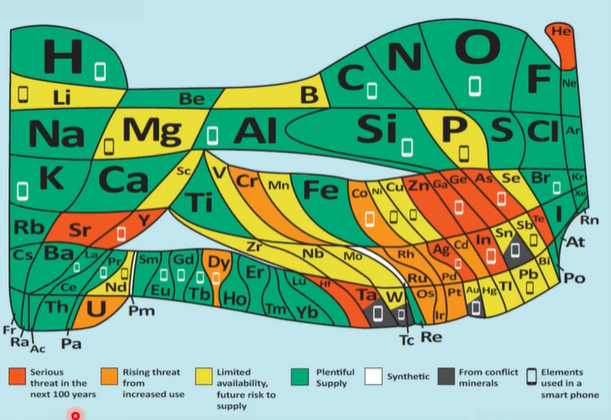 He
H
N
O
C
F
Ne
Li
Be
B
Na
Mg
Al
Si
P
S
Cl
Ar
K
Ca
Sc
Ti
V
Cr
Mn
Fe
Co
Ni
Cu
Zn
Ga
Ge
As
Se
Br
Kr
Xe
Rb
Sr
Y
Zr
Nb
Mo
Rh
Ag
Cd
In
Sn
Sb
Te
I
Rn
Cs
Ba
La
Pr
Sm
Gd
Dy
Er
Lu
Hf
Ta
W
Ru
Pd
Os
Pt
Au
Hg
Tl
Pb
Bi
At
Po
Ce
Nd
Eu
Tb
Ho
Tm
Yb
Ir
Th
U
Pm
Tc
Re
Fr
Ra
Ac
Pa
Serious
threat in the
next 100 years
Rising threat
from
increased use
Limited
availability,
future risk to
supply
Plentiful
Supply
Synthetic
From conflict
minerals
Elements
used in a
smart phone